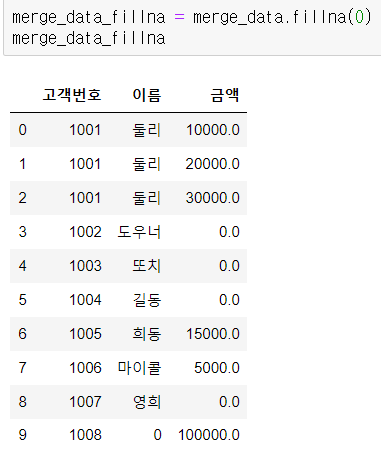 merge_data_fillna = merge_data.fillna(0)
merge_data_fillna
고객번호 이름 금액
0 1001 둘리 10000.0
1 1001 둘리 20000.0
2 1001 둘리 30000.0
3 1002 도우너 0.0
4 1003 또치 0.0
5 1004 길동 0.0
6 1005 희동 15000.0
7 1006 마이콜 5000.0
8 1007 영희 0.0
9 1008 0 100000.0